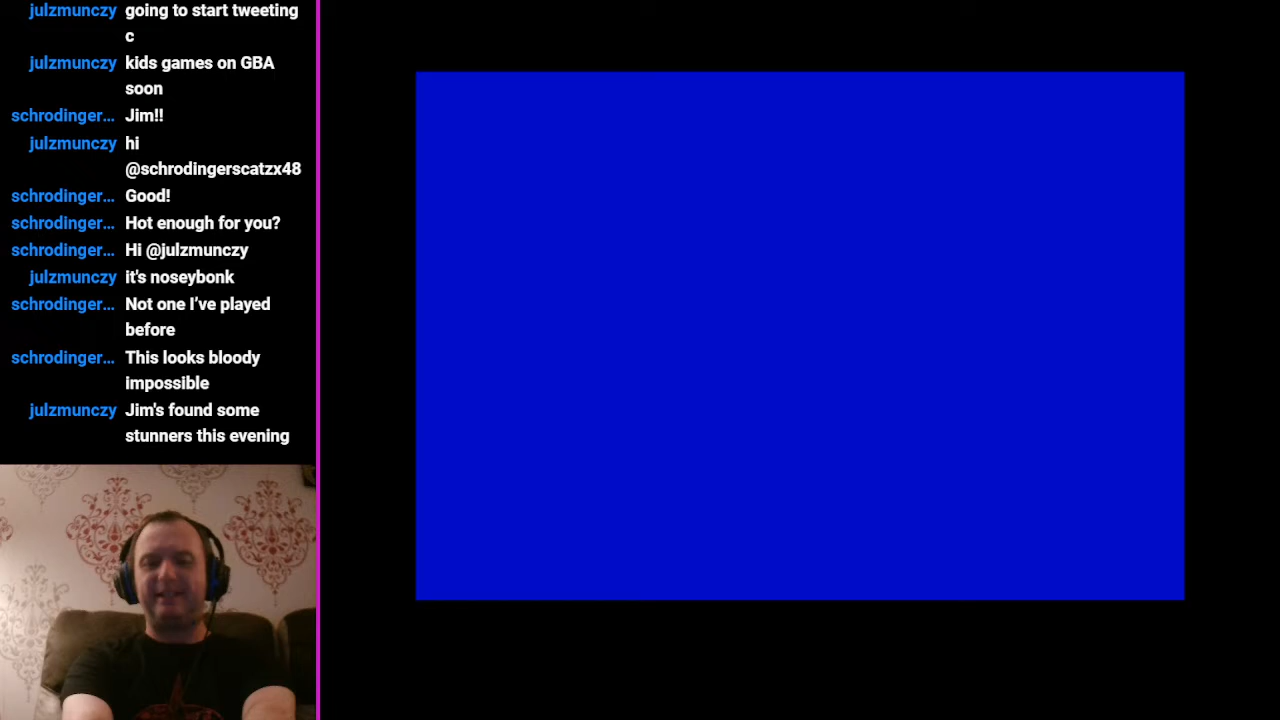 julzmunczy going to start tweeting
c
julzmunczy kids games on GBA
soon
schrodinger... Jim!!
julzmunczy hi
@schrodingerscatzx48
schrodinger... Good!
schrodinger... Hot enough for you?
schrodinger... Hi @julzmunczy
julzmunczy it's noseybonk
schrodinger... Not one I’ve played
before
schrodinger... This looks bloody
impossible
julzmunczy Jim's found some
stunners this evening